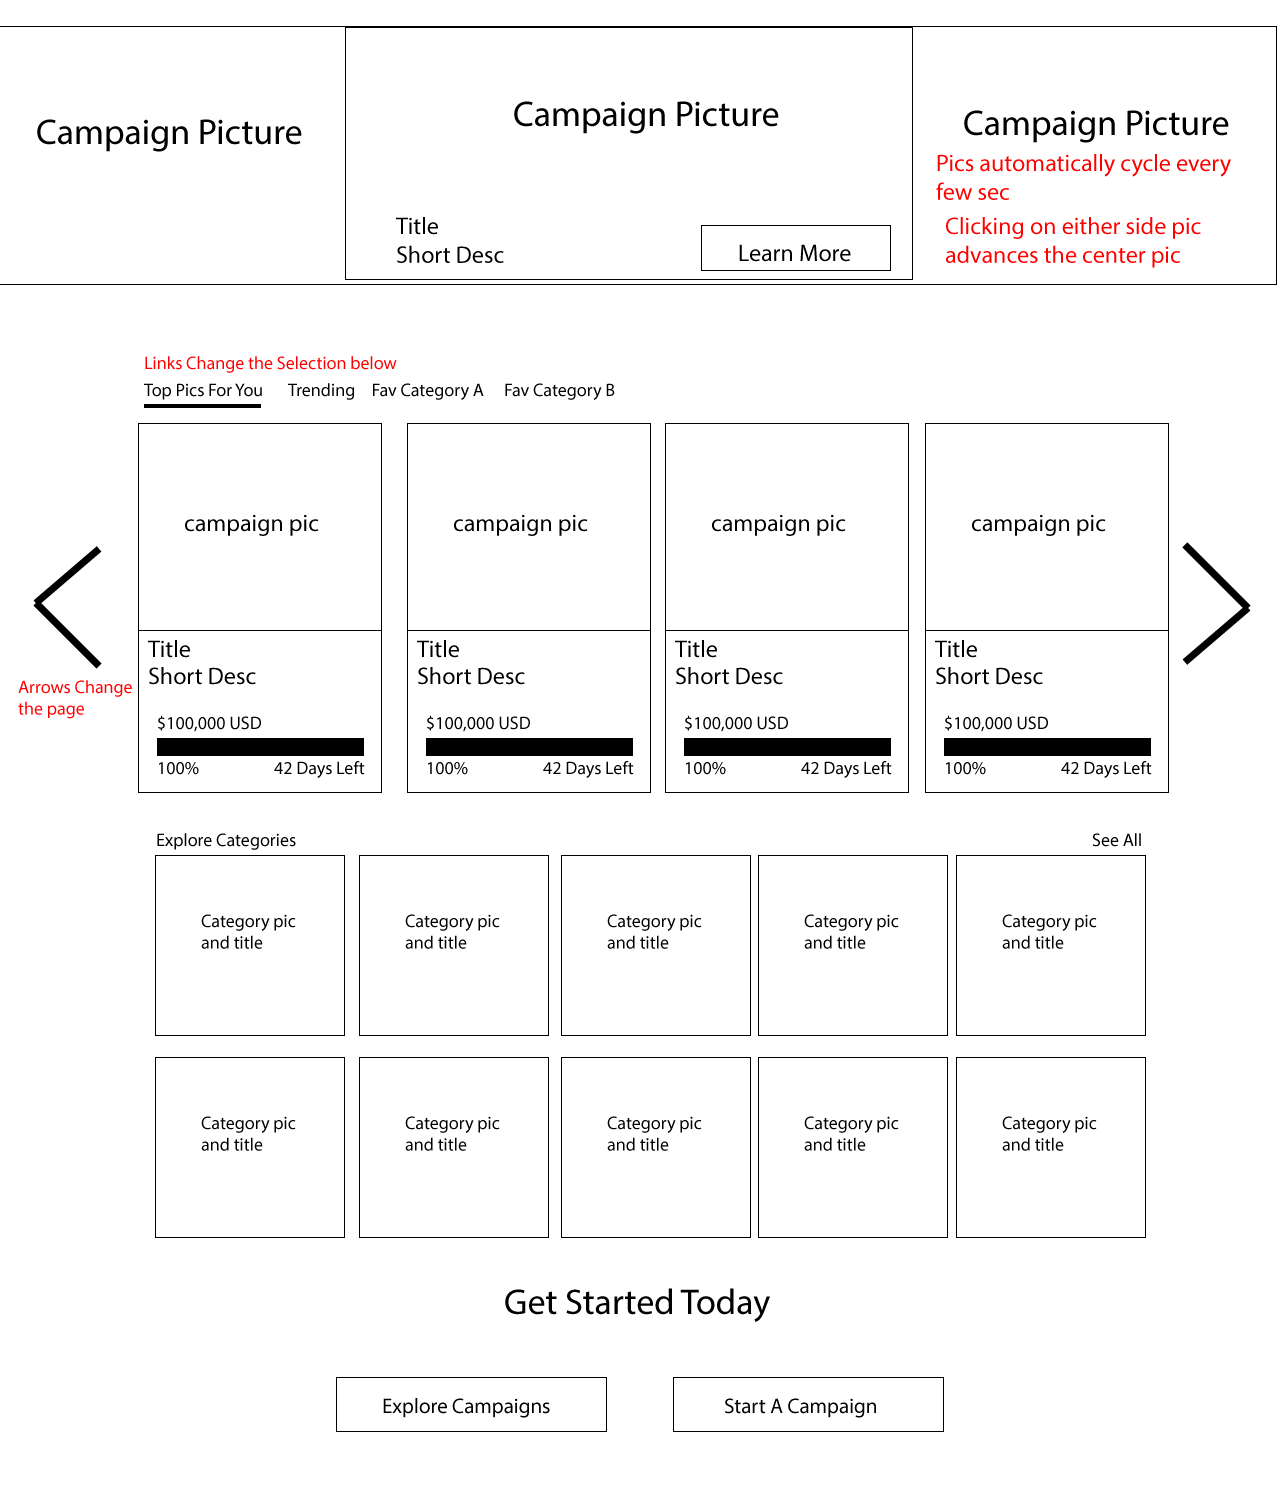 Campaign Picture
Campaign Picture
Title
Short Desc
Learn More
Campaign Picture
Pics automatically cycle every
few sec
Clicking on either side pic
advances the center pic
Links Change the Selection below
Top Pics For You Trending Fav Category A Fav Category B
campaign pic
Title
Short Desc
$100,000 USD
100% 42 Days Left
campaign pic
Title
Short Desc
$100,000 USD
100% 42 Days Left
campaign pic
Title
Short Desc
$100,000 USD
100% 42 Days Left
campaign pic
Title
Short Desc
$100,000 USD
100% 42 Days Left
Arrows Change
the page
Explore Categories See All
Category pic
and title
Category pic
and title
Category pic
and title
Category pic
and title
Category pic
and title
Category pic
and title
Category pic
and title
Category pic
and title
Category pic
and title
Category pic
and title
Get Started Today
Explore Campaigns
Start A Campaign